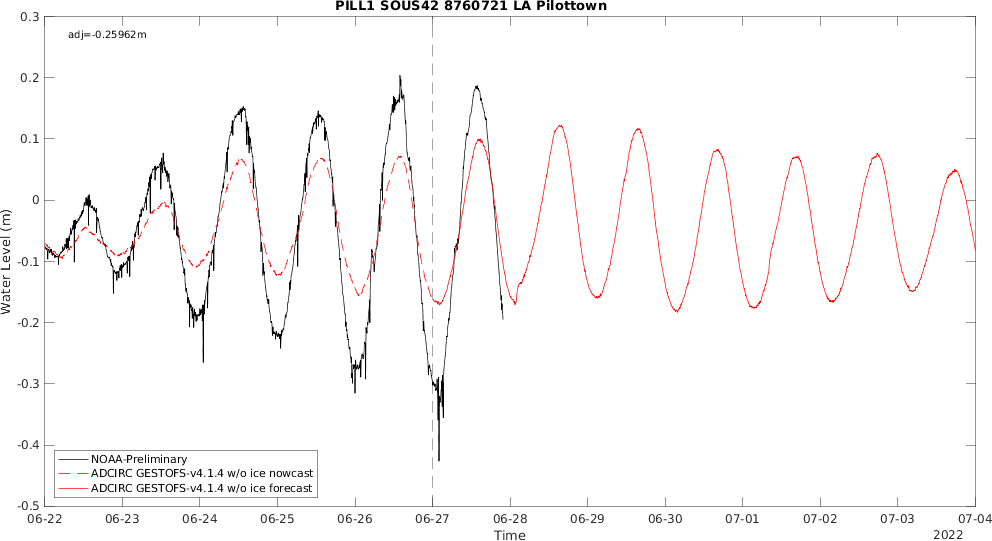 PILL1 SOUS42 8760721 LA Pilottown
adj=-0.25962m
0.3
0.2
0.1
0
-0.1
-0.2
-0.3
-0.4
-0.5
Water Level (m)
NOAA-Preliminary
ADCIRC GESTOFS-v4.1.4 w/o ice nowcast
ADCIRC GESTOFS-v4.1.4 w/o ice forecast
06-22 06-23 06-24 06-25 06-26 06-27 06-28 06-29 06-30 07-01 07-02 07-03 07-04
Time
2022